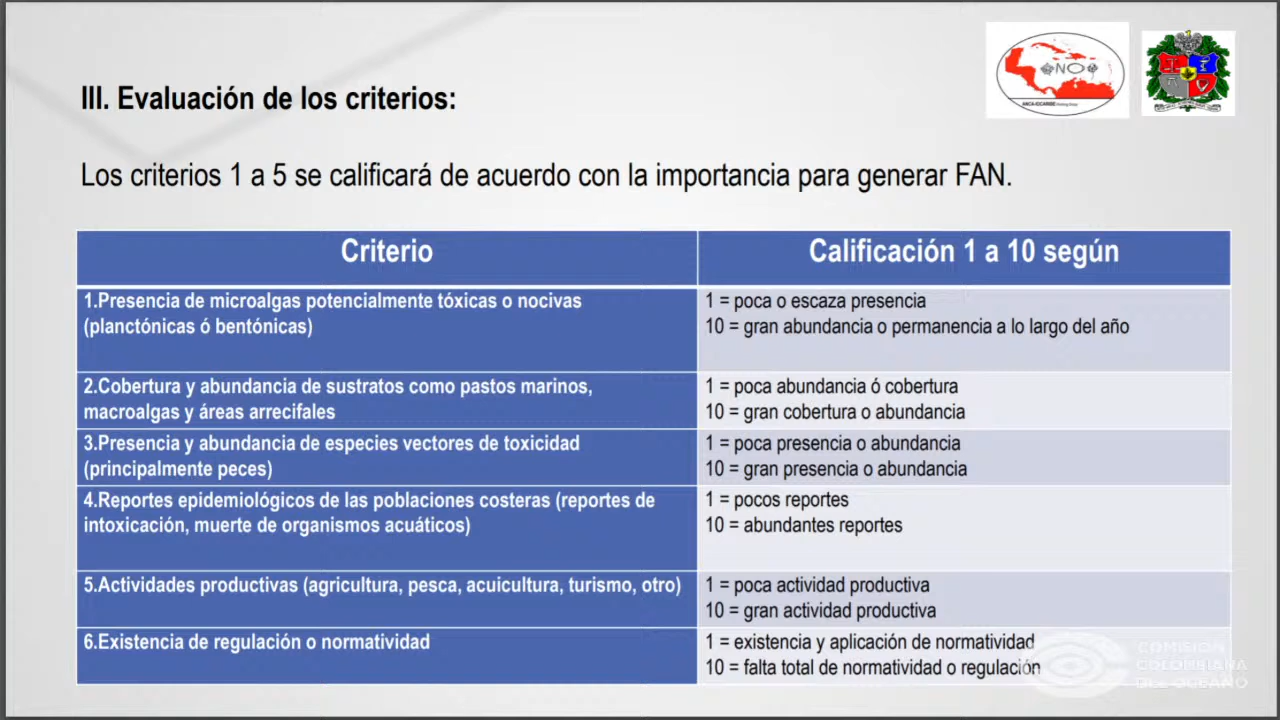 III. Evaluación de los criterios:
Los criterios 1 a 5 se calificará de acuerdo con la importancia para generar FAN.
Criterio
Calificación 1 a 10 según
1.Presencia de microalgas potencialmente tóxicas o nocivas
(planctónicas ó bentónicas)
1 = poca o escaza presencia
10 = gran abundancia o permanencia a lo largo del año
2.Cobertura y abundancia de sustratos como pastos marinos,
macroalgas y áreas arrecifales
1 = poca abundancia ó cobertura
10 = gran cobertura o abundancia
3.Presencia y abundancia de especies vectores de toxicidad
(principalmente peces)
1 = poca presencia o abundancia
10 = gran presencia o abundancia
4.Reportes epidemiológicos de las poblaciones costeras (reportes de
intoxicación, muerte de organismos acuáticos)
1 = pocos reportes
10 = abundantes reportes
5.Actividades productivas (agricultura, pesca, acuicultura, turismo, otro)
1 = poca actividad productiva
10 = gran actividad productiva
6.Existencia de regulación o normatividad
1 = existencia y aplicación de normatividad
10 = falta total de normatividad o regulación
COMISIÓN
COLOMBIANA
DEL OCÉANO